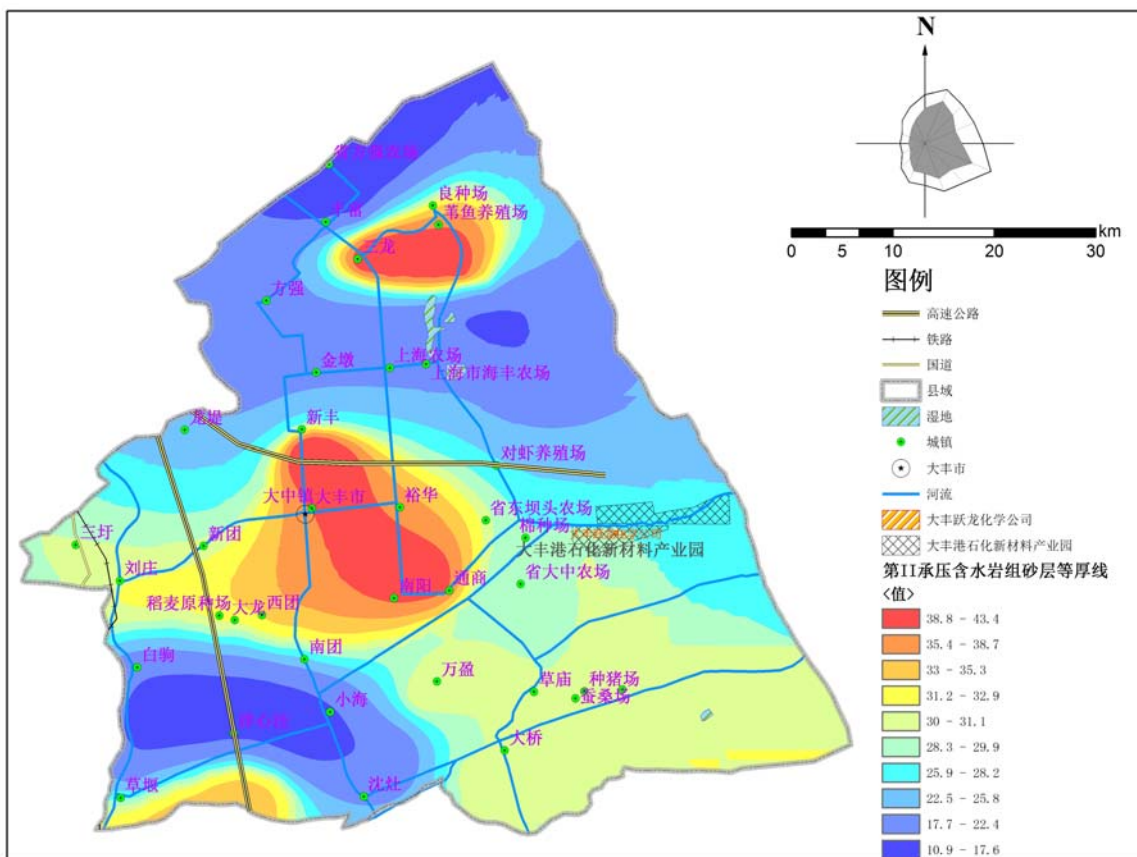 N
km
0 10 20 30
图例
高速公路
铁路
国道
县域
湿地
城镇
大丰市
河流
大丰跃龙化学公司
大丰港石化新材料产业园
第II承压含水岩组砂层等厚线
<值>
38.8 - 43.4
35.4 - 38.7
33 - 35.3
31.2 - 32.9
30 - 31.1
28.3 - 29.9
25.9 - 28.2
22.5 - 25.8
17.7 - 22.4
10.9 - 17.6
良种场
苇鱼养殖场
丰富
三龙
方强
上海农场
金墩
上海市海丰农场
龙堤
新丰
对虾养殖场
大中镇大丰市
裕华
省东坝头农场
棉种场
大丰港石化新材料产业园
三圩
新团
刘庄
省大中农场
南阳
通商
稻麦原种场
大龙
西团
白驹
南团
万盈
草庙
种猪场
蚕桑场
小海
大桥
草堰
沈灶